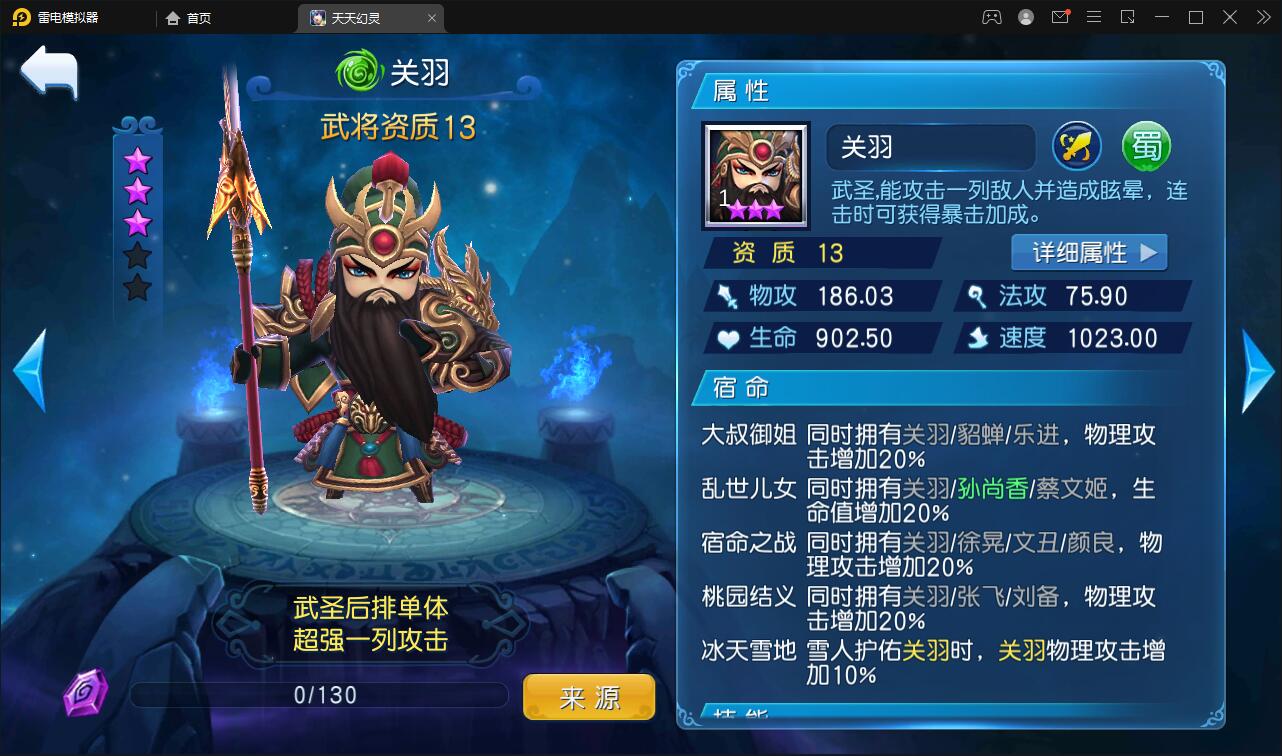 雷电模拟器
首页
天天幻灵
关羽
武将资质13
武圣后排单体
超强一列攻击
0/130
来源
属性
关羽
蜀
1
武圣,能攻击一列敌人并造成眩晕，连
击时可获得暴击加成。
资质 13
详细属性
物攻 186.03
法攻 75.90
生命 902.50
速度 1023.00
宿命
大叔御姐 同时拥有关羽/貂蝉/乐进，物理攻
击增加20%
乱世儿女 同时拥有关羽/孙尚香/蔡文姬，生
命值增加20%
宿命之战 同时拥有关羽/徐晃/文丑/颜良，物
理攻击增加20%
桃园结义 同时拥有关羽/张飞/刘备，物理攻
击增加20%
冰天雪地 雪人护佑关羽时，关羽物理攻击增
加10%